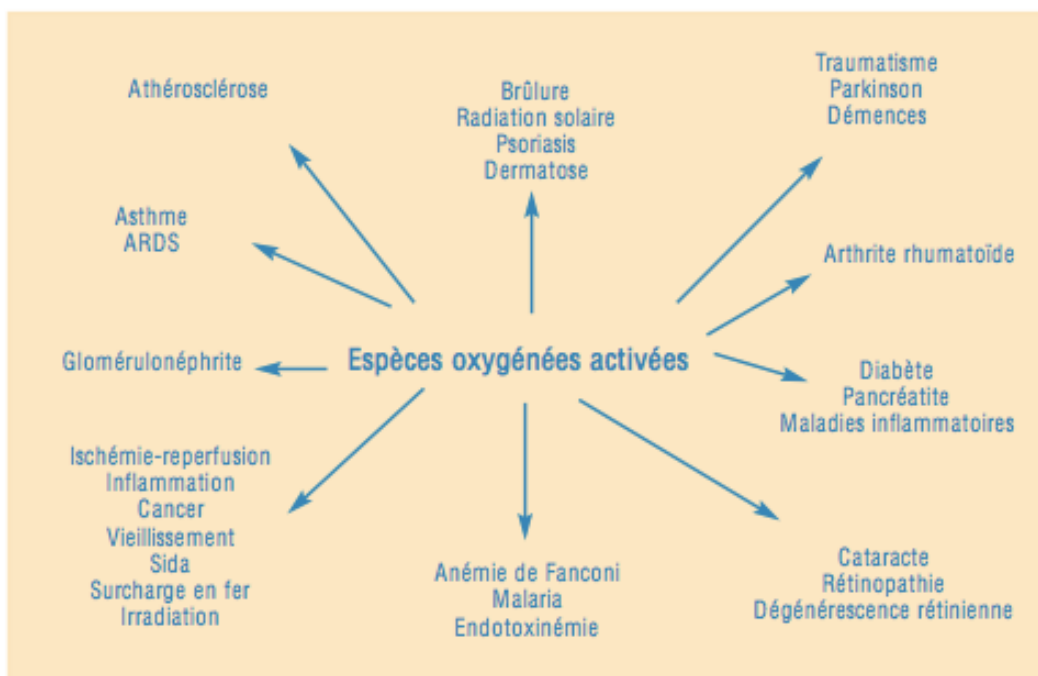 Athérosclérose
Brûlure
Radiation solaire
Psoriasis
Dermatose
Traumatisme
Parkinson
Démences
Asthme
ARDS
Arthrite rhumatoïde
Glomérulonéphrite
Espèces oxygénées activées
Diabète
Pancréatite
Maladies inflammatoires
Ischémie-reperfusion
Inflammation
Cancer
Vieillissement
Sida
Surcharge en fer
Irradiation
Anémie de Fanconi
Malaria
Endotoxinémie
Cataracte
Rétinopathie
Dégénérescence rétinienne